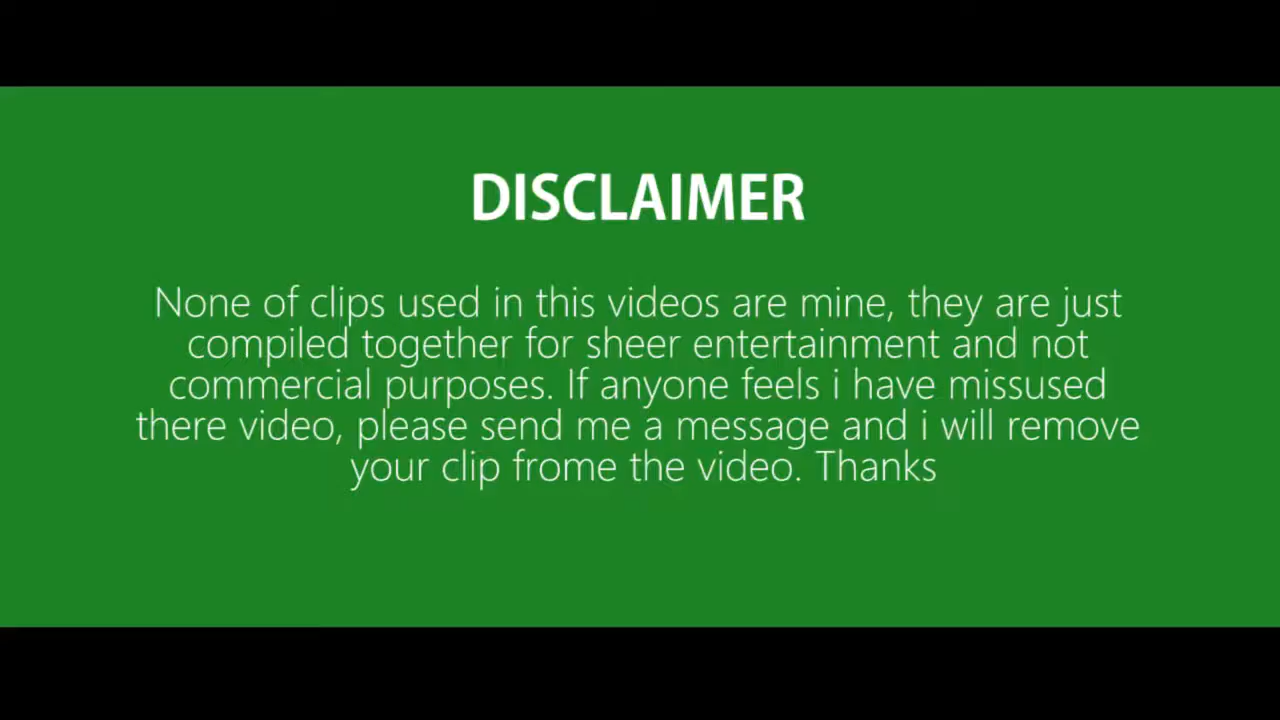 DISCLAIMER
None of clips used in this videos are mine, they are just
compiled together for sheer entertainment and not
commercial purposes. If anyone feels i have missused
there video, please send me a message and i will remove
your clip frome the video. Thanks